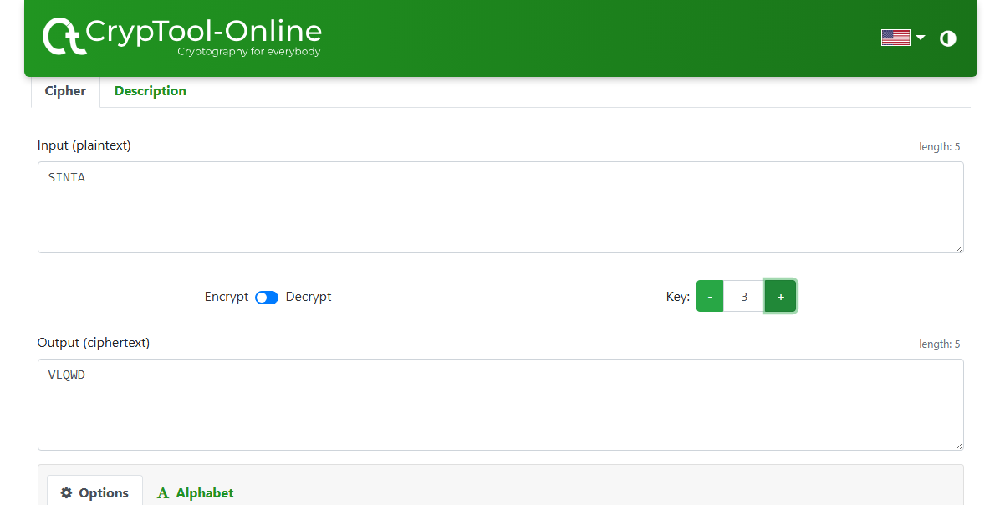 CrypTool-Online
Cryptography for everybody
Cipher Description
Input (plaintext) length: 5
SINTA
Encrypt Decrypt Key: - 3 +
Output (ciphertext) length: 5
VLQWD
Options Alphabet